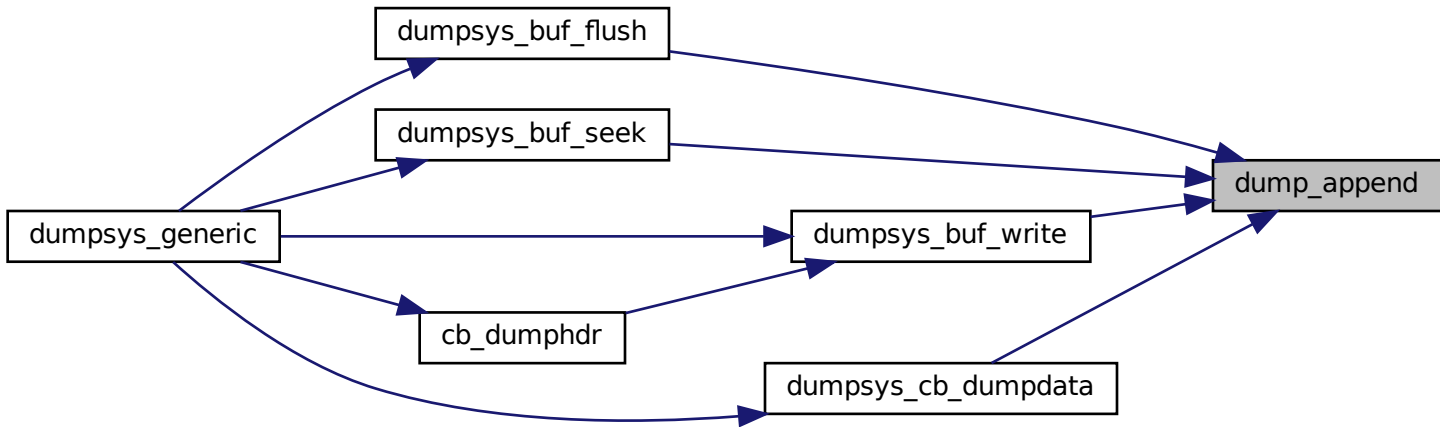 dumpsys_buf_flush
dumpsys_buf_seek
dump_append
dumpsys_generic
dumpsys_buf_write
cb_dumphdr
dumpsys_cb_dumpdata